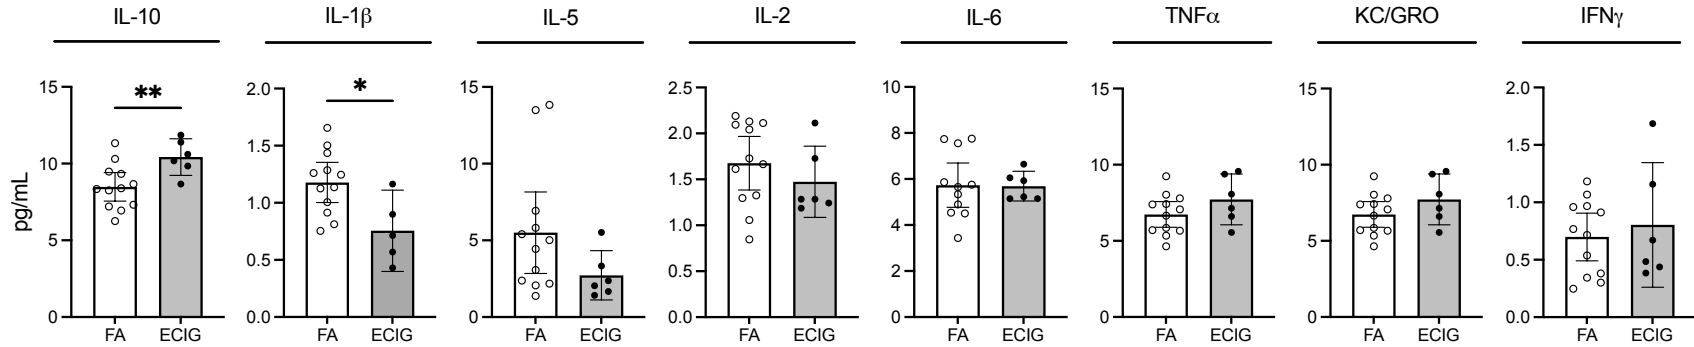 IL-10 IL-1β IL-5 IL-2 IL-6 TNFα KC/GRO IFNγ
** *
pg/mL
15 10 5 0
2.0 1.5 1.0 0.5 0.0
15 10 5 0
2.5 2.0 1.5 1.0 0.5 0.0
10 8 6 4 2 0
15 10 5 0
15 10 5 0
2.0 1.5 1.0 0.5 0.0
FA ECIG FA ECIG FA ECIG FA ECIG FA ECIG FA ECIG FA ECIG FA ECIG